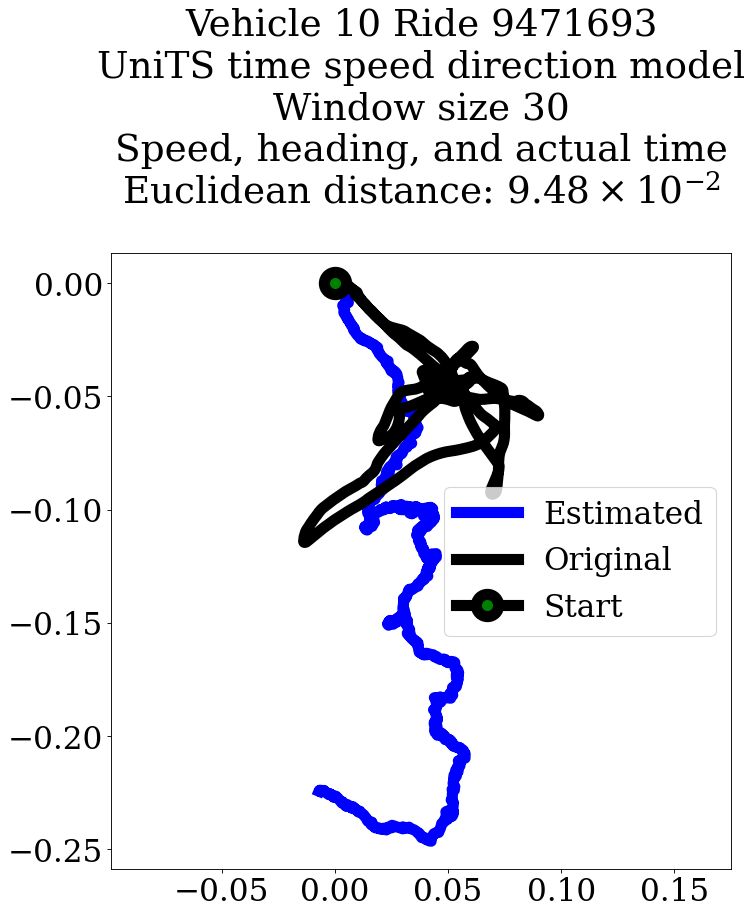 Vehicle 10 Ride 9471693
UniTS time speed direction model
Window size 30
Speed, heading, and actual time
Euclidean distance: 9.48 × 10⁻²
0.00
−0.05
−0.10
−0.15
−0.20
−0.25
Estimated
Original
Start
−0.05 0.00 0.05 0.10 0.15